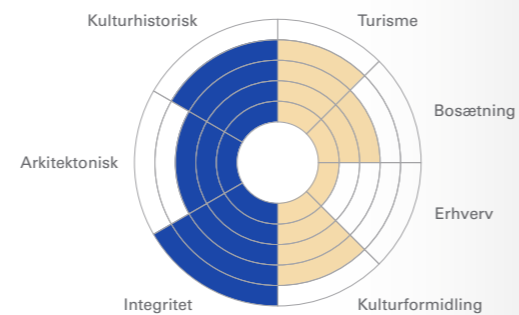 Kulturhistorisk
Turisme
Bosætning
Arkitektonisk
Erhverv
Integritet
Kulturformidling